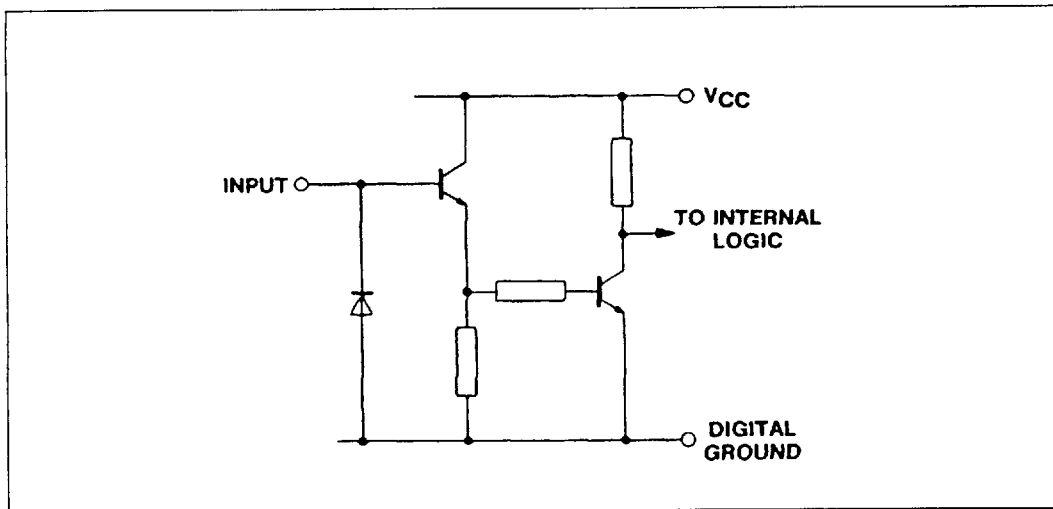 VCC
INPUT
TO INTERNAL
LOGIC
DIGITAL
GROUND